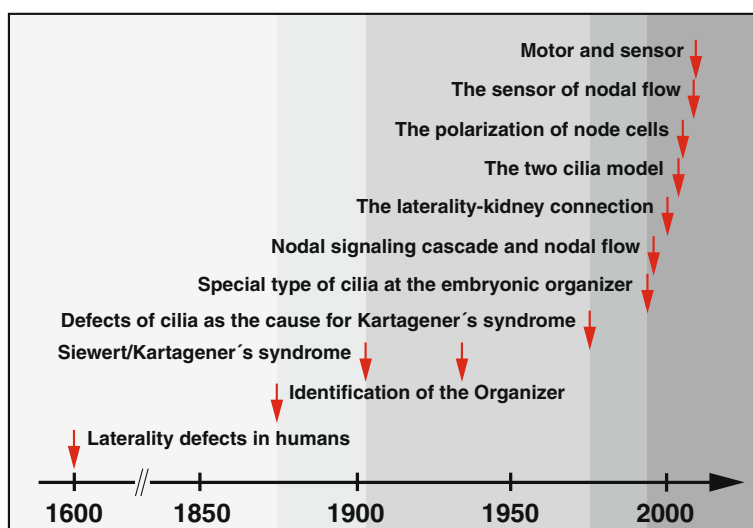 Motor and sensor
The sensor of nodal flow
The polarization of node cells
The two cilia model
The laterality-kidney connection
Nodal signaling cascade and nodal flow
Special type of cilia at the embryonic organizer
Defects of cilia as the cause for Kartagener´s syndrome
Siewert/Kartagener´s syndrome
Identification of the Organizer
Laterality defects in humans
1600 1850 1900 1950 2000